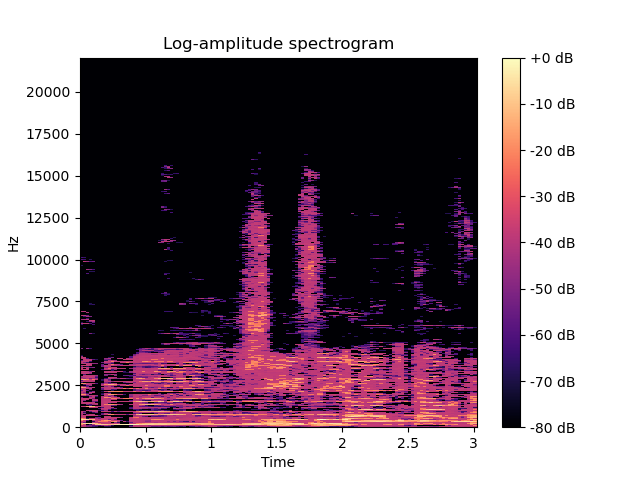 Log-amplitude spectrogram
Hz
20000
17500
15000
12500
10000
7500
5000
2500
0
0 0.5 1 1.5 2 2.5 3
Time
+0 dB
-10 dB
-20 dB
-30 dB
-40 dB
-50 dB
-60 dB
-70 dB
-80 dB